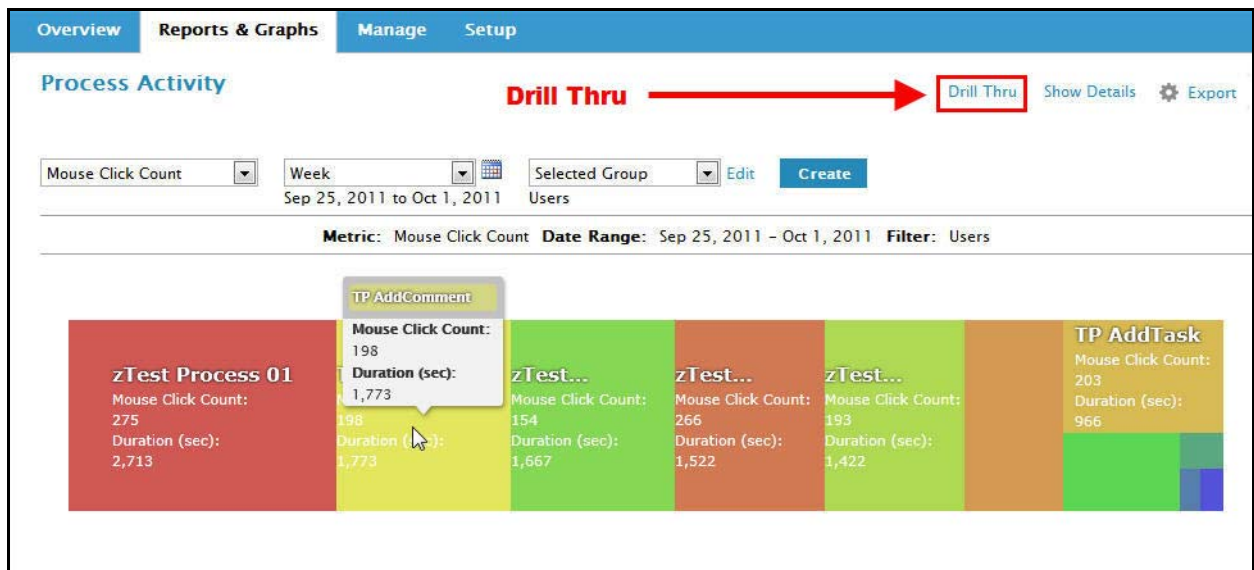 Overview Reports & Graphs Manage Setup
Process Activity
Drill Thru
Drill Thru Show Details Export
Mouse Click Count Week Selected Group Edit Create
Sep 25, 2011 to Oct 1, 2011 Users
Metric: Mouse Click Count Date Range: Sep 25, 2011 - Oct 1, 2011 Filter: Users
TP AddComment
Mouse Click Count:
198
Duration (sec):
1,773
zTest Process 01
Mouse Click Count:
275
Duration (sec):
2,713
198
Duration (
):
1,773
zTest...
Mouse Click Count:
154
Duration (sec):
1,667
zTest...
Mouse Click Count:
266
Duration (sec):
1,522
zTest...
Mouse Click Count:
193
Duration (sec):
1,422
TP AddTask
Mouse Click Count:
203
Duration (sec):
966